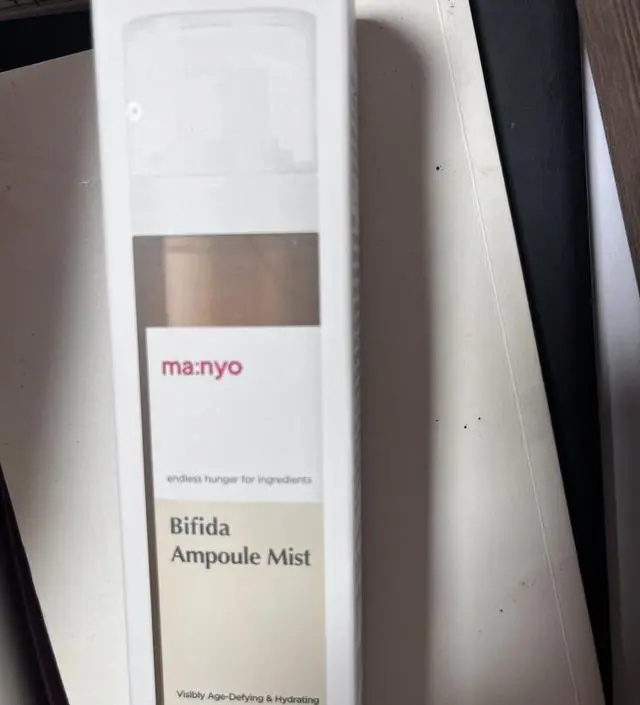 ma:nyo
endless hunger for ingredients
Bifida
Ampoule Mist
Visibly Age-Defying & Hydrating